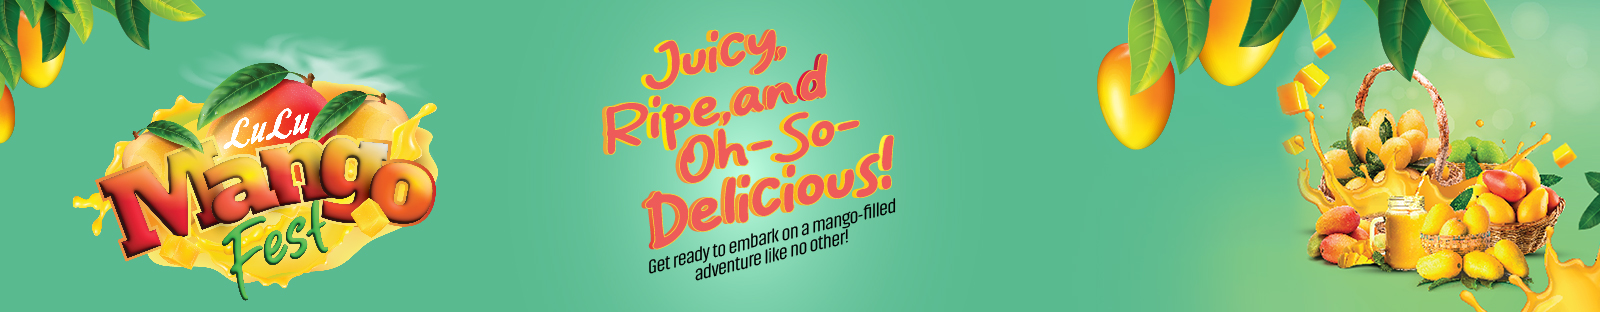 LuLu
Mango
Fest
Juicy,
Ripe,and
Oh-So-
Delicious!
Get ready to embark on a mango-filled
adventure like no other!